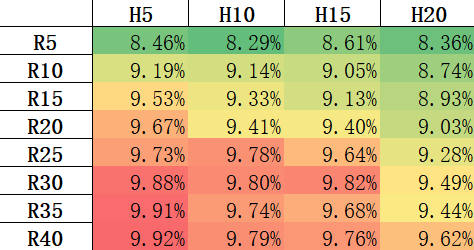 H5 H10 H15 H20
R5 8.46% 8.29% 8.61% 8.36%
R10 9.19% 9.14% 9.05% 8.74%
R15 9.53% 9.33% 9.13% 8.93%
R20 9.67% 9.41% 9.40% 9.03%
R25 9.73% 9.78% 9.64% 9.28%
R30 9.88% 9.80% 9.82% 9.49%
R35 9.91% 9.74% 9.68% 9.44%
R40 9.92% 9.79% 9.76% 9.62%